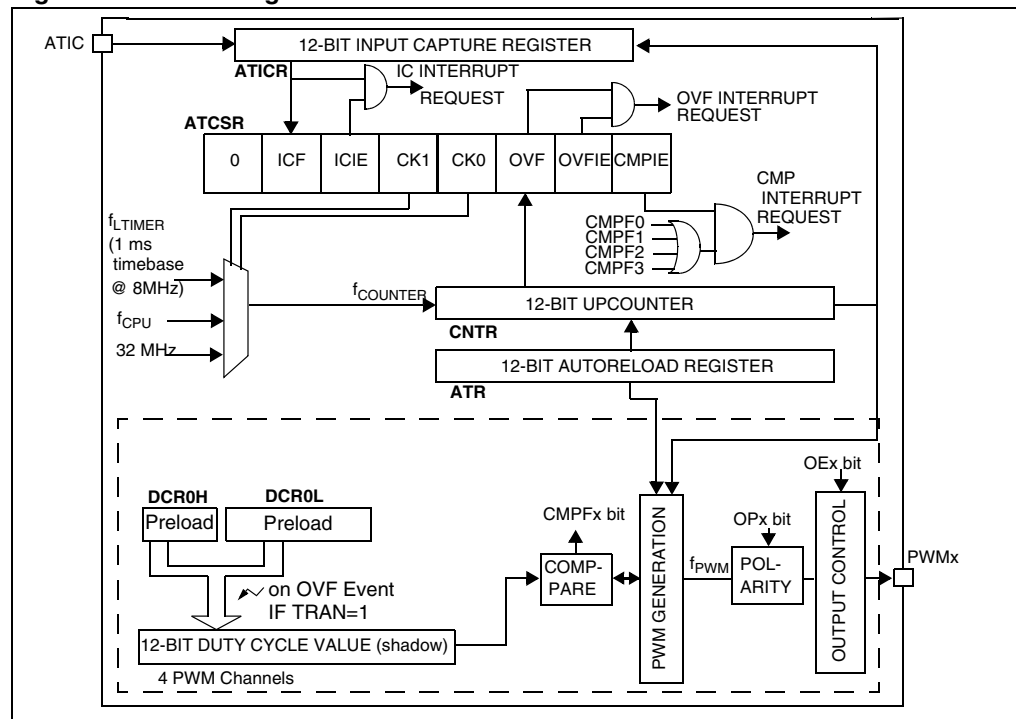 ATIC
12-BIT INPUT CAPTURE REGISTER
ATICR
IC INTERRUPT
REQUEST
OVF INTERRUPT
REQUEST
ATCSR
0 ICF ICIE CK1 CK0 OVF OVFIE CMPIE
CMP
INTERRUPT
REQUEST
CMPF0
CMPF1
CMPF2
CMPF3
fLTIMER
(1 ms
timebase
@ 8MHz)
fCPU
32 MHz
fCOUNTER
12-BIT UPCOUNTER
CNTR
12-BIT AUTORELOAD REGISTER
ATR
DCR0H DCR0L
Preload Preload
on OVF Event
IF TRAN=1
12-BIT DUTY CYCLE VALUE (shadow)
4 PWM Channels
CMPFx bit
COMP-
PARE
PWM GENERATION
fPWM
OPx bit
POL-
ARITY
OEx bit
OUTPUT CONTROL
PWMx